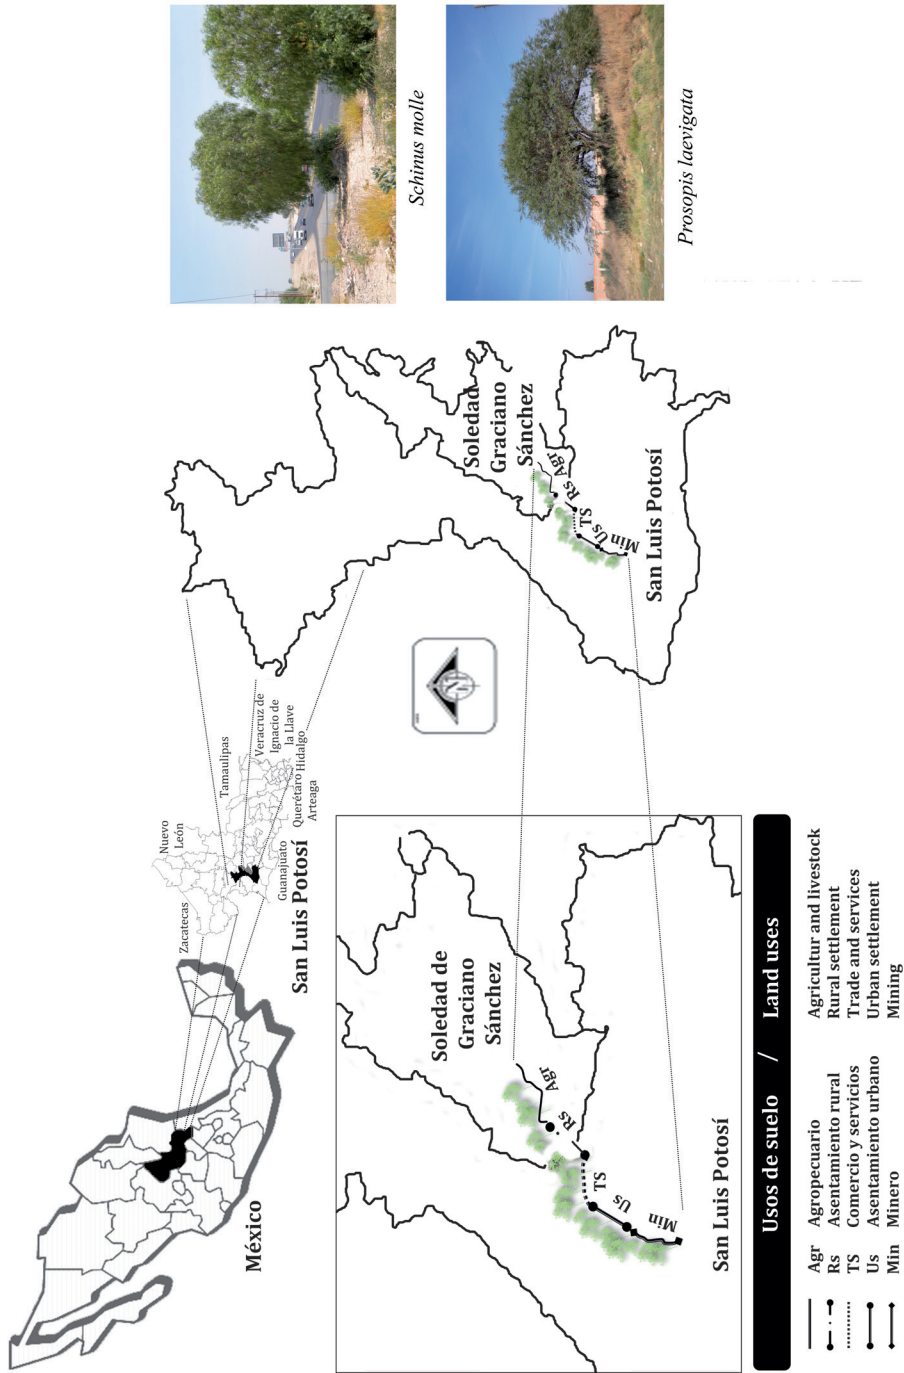 México
Zacatecas
Nuevo
León
Tamaulipas
Veracruz de
Ignacio de
la Llave
Hidalgo
Querétaro
Arteaga
Guanajuato
San Luis Potosí
Schinus molle
Prosopis laevigata
N
Soledad
Graciano
Sánchez
Agr
Rs
TS
Us
Min
San Luis Potosí
Soledad de
Graciano
Sánchez
Agr
Rs
TS
Us
Min
San Luis Potosí
Usos de suelo / Land uses
Agr Agropecuario Agricultur and livestock
Rs Asentamiento rural Rural settlement
TS Comercio y servicios Trade and services
Us Asentamiento urbano Urban settlement
Min Minero Mining